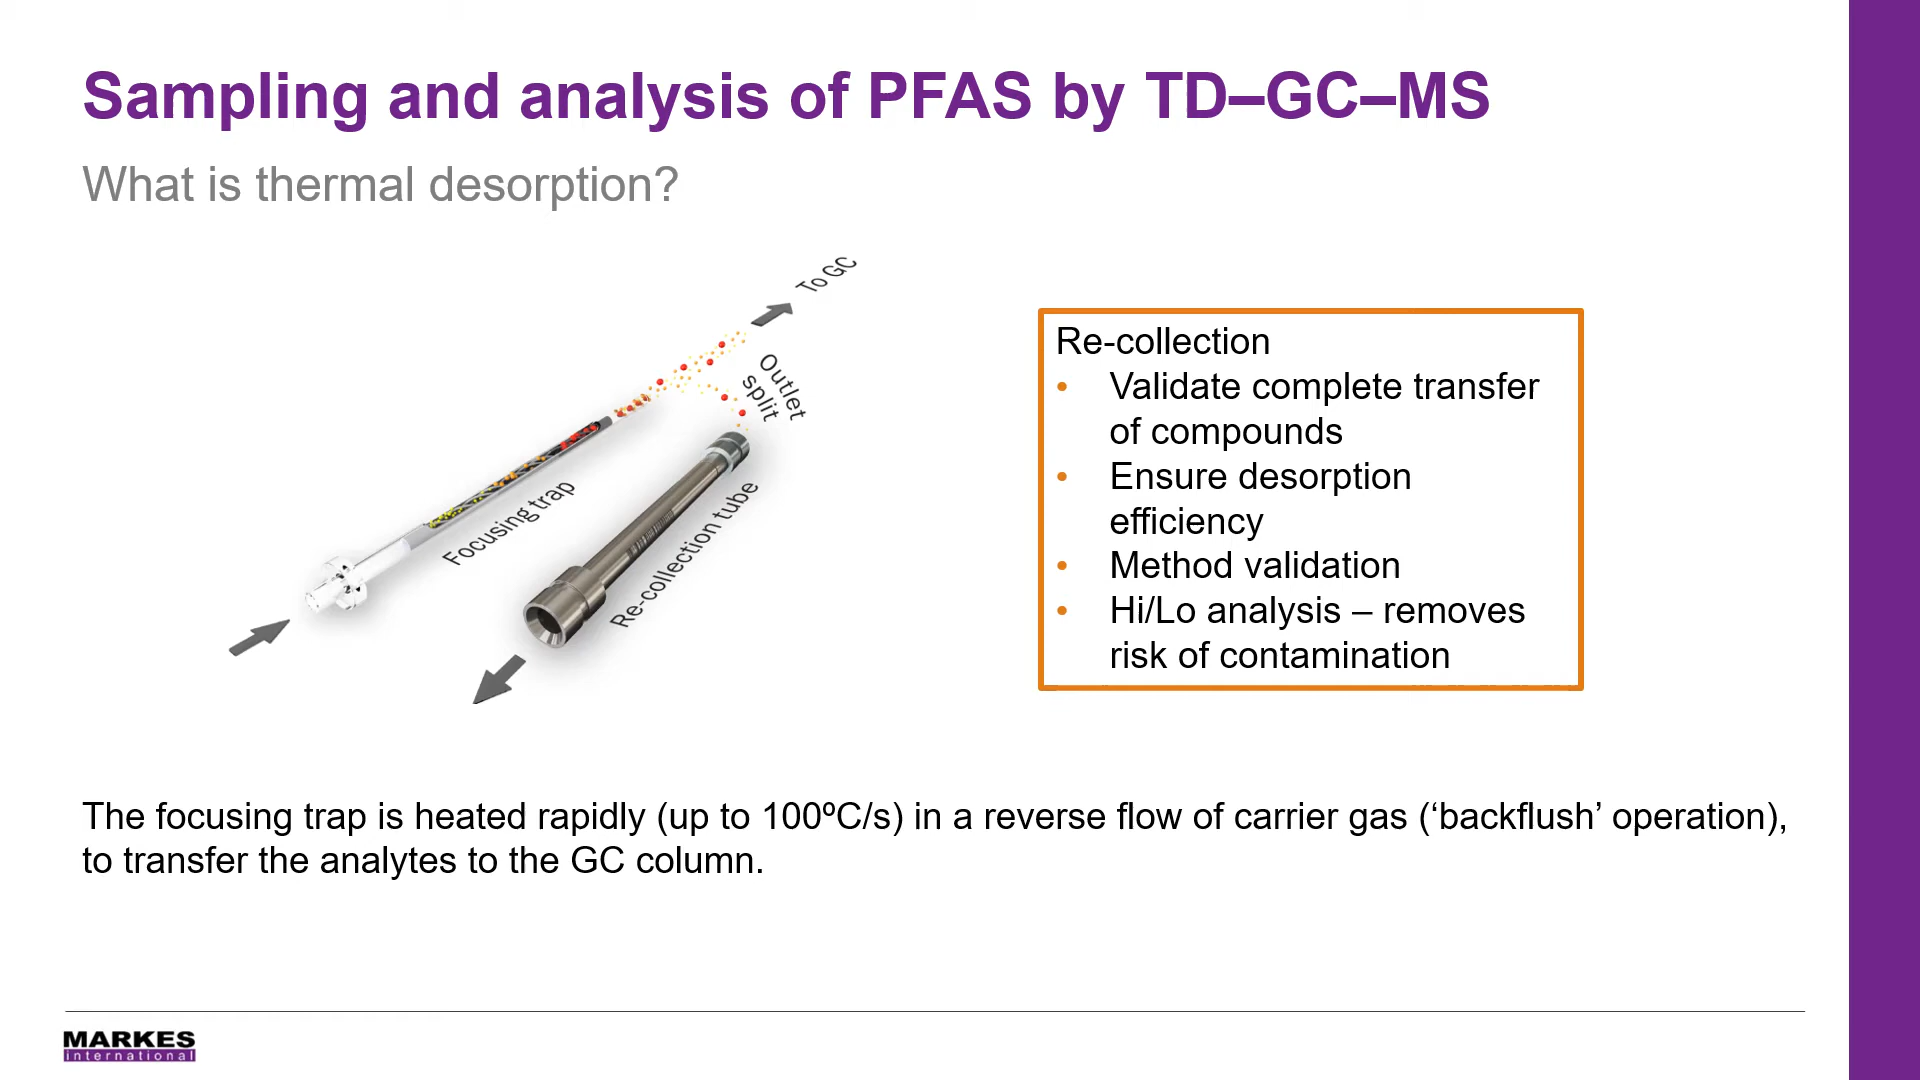 Sampling and analysis of PFAS by TD–GC–MS
What is thermal desorption?
To GC
Outlet
split
Focusing trap
Re-collection tube
Re-collection
• Validate complete transfer
of compounds
• Ensure desorption
efficiency
• Method validation
• Hi/Lo analysis – removes
risk of contamination
The focusing trap is heated rapidly (up to 100ºC/s) in a reverse flow of carrier gas (‘backflush’ operation),
to transfer the analytes to the GC column.
MARKES
international